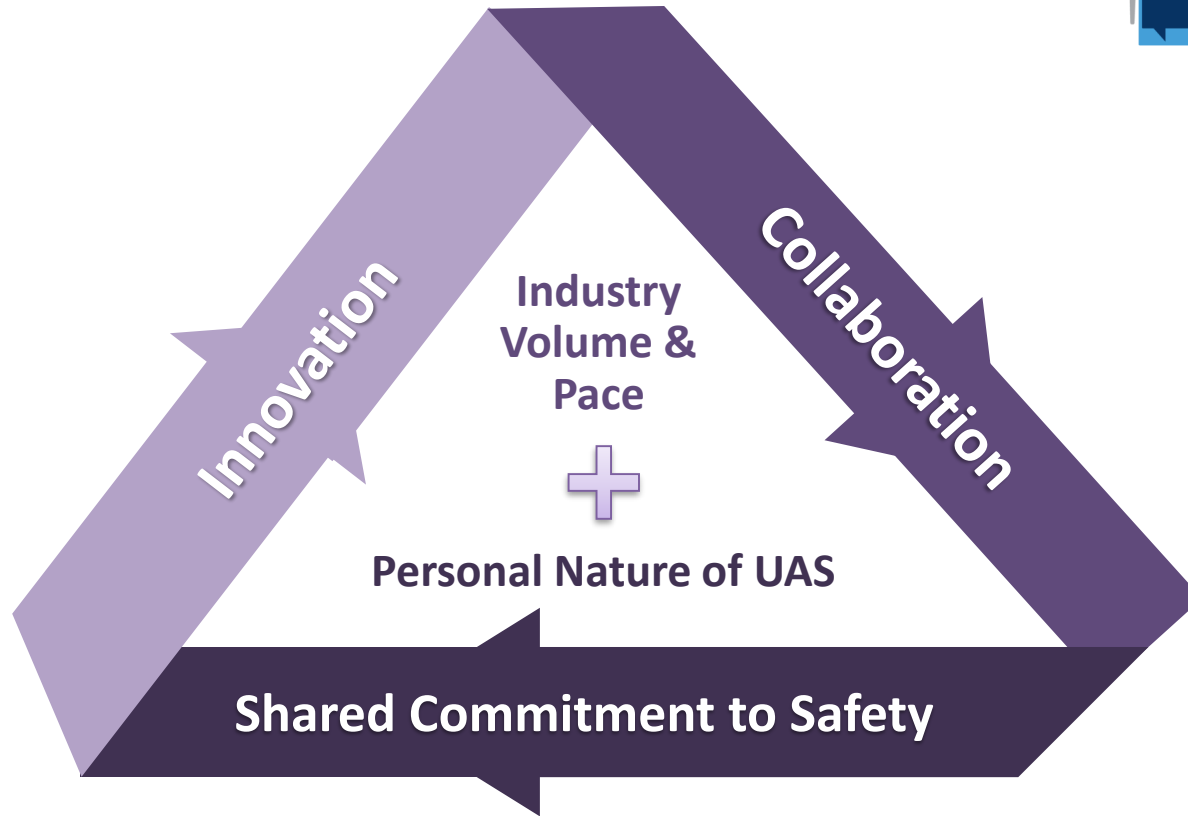 Innovation
Collaboration
Industry
Volume &
Pace
Personal Nature of UAS
Shared Commitment to Safety